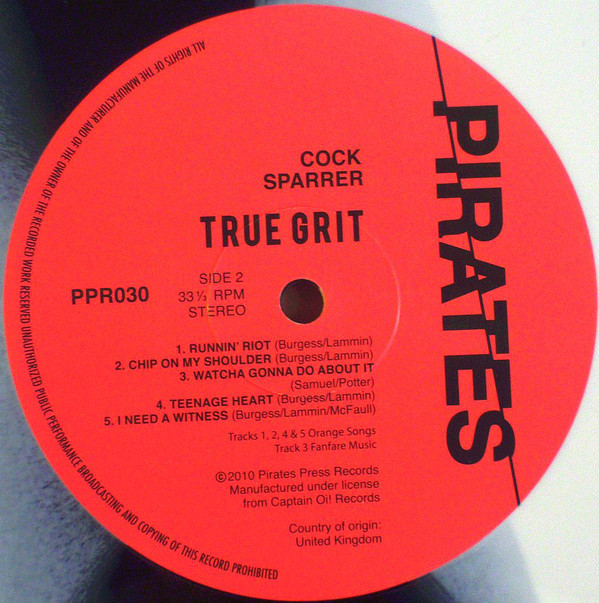 COCK
SPARRER
TRUE GRIT
PIRATES
PPR030
SIDE 2
33⅓ RPM
STEREO
1. RUNNIN' RIOT (Burgess/Lammin)
2. CHIP ON MY SHOULDER (Burgess/Lammin)
3. WATCHA GONNA DO ABOUT IT
(Samuel/Potter)
4. TEENAGE HEART (Burgess/Lammin)
5. I NEED A WITNESS (Burgess/Lammin/McFaull)
Tracks 1, 2, 4 & 5 Orange Songs
Track 3 Fanfare Music
©2010 Pirates Press Records
Manufactured under license
from Captain Oi! Records
Country of origin:
United Kingdom
ALL RIGHTS OF THE MANUFACTURER AND OF THE OWNER OF THE RECORDED WORK RESERVED UNAUTHORIZED PUBLIC PERFORMANCE BROADCASTING AND COPYING OF THIS RECORD PROHIBITED